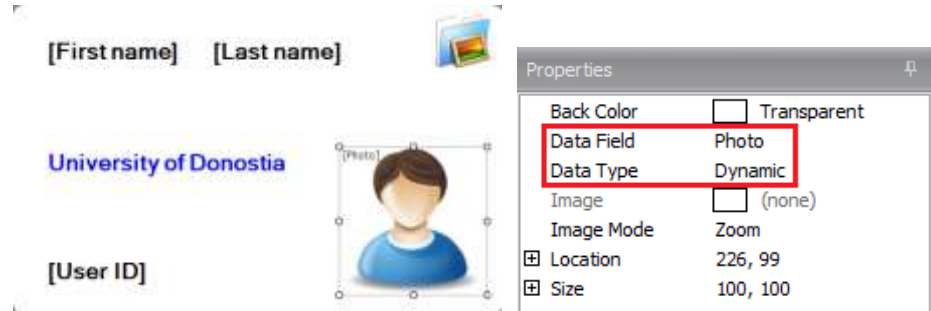 [First name] [Last name]
University of Donostia
[Photo]
[User ID]
Properties
Back Color Transparent
Data Field Photo
Data Type Dynamic
Image (none)
Image Mode Zoom
Location 226, 99
Size 100, 100